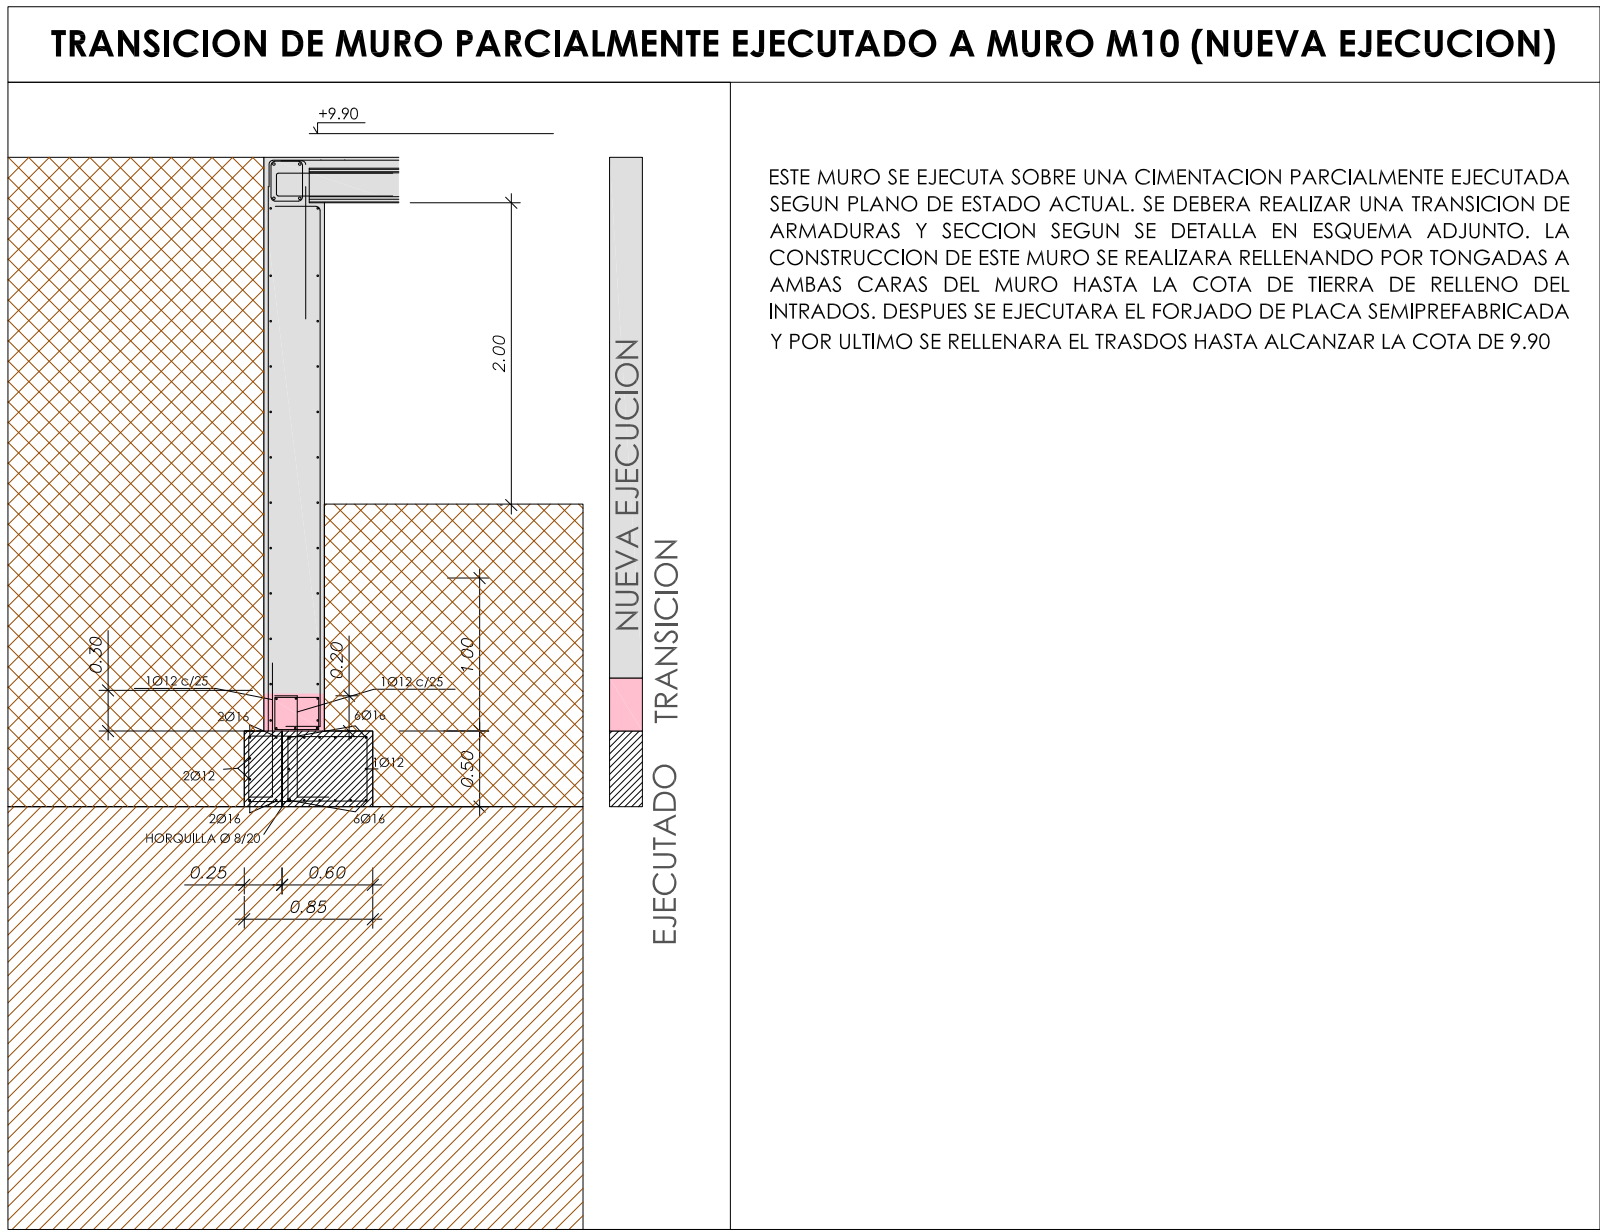 TRANSICION DE MURO PARCIALMENTE EJECUTADO A MURO M10 (NUEVA EJECUCION)
+9.90
2.00
NUEVA EJECUCION
TRANSICION
EJECUTADO
0.30
0.20
1.00
1Ø12 c/25
1Ø12 c/25
2Ø16
6Ø16
2Ø12
1Ø12
0.50
2Ø16
6Ø16
HORQUILLA Ø 8/20
0.25
0.60
0.85
ESTE MURO SE EJECUTA SOBRE UNA CIMENTACION PARCIALMENTE EJECUTADA
SEGUN PLANO DE ESTADO ACTUAL. SE DEBERA REALIZAR UNA TRANSICION DE
ARMADURAS Y SECCION SEGUN SE DETALLA EN ESQUEMA ADJUNTO. LA
CONSTRUCCION DE ESTE MURO SE REALIZARA RELLENANDO POR TONGADAS A
AMBAS CARAS DEL MURO HASTA LA COTA DE TIERRA DE RELLENO DEL
INTRADOS. DESPUES SE EJECUTARA EL FORJADO DE PLACA SEMIPREFABRICADA
Y POR ULTIMO SE RELLENARA EL TRASDOS HASTA ALCANZAR LA COTA DE 9.90